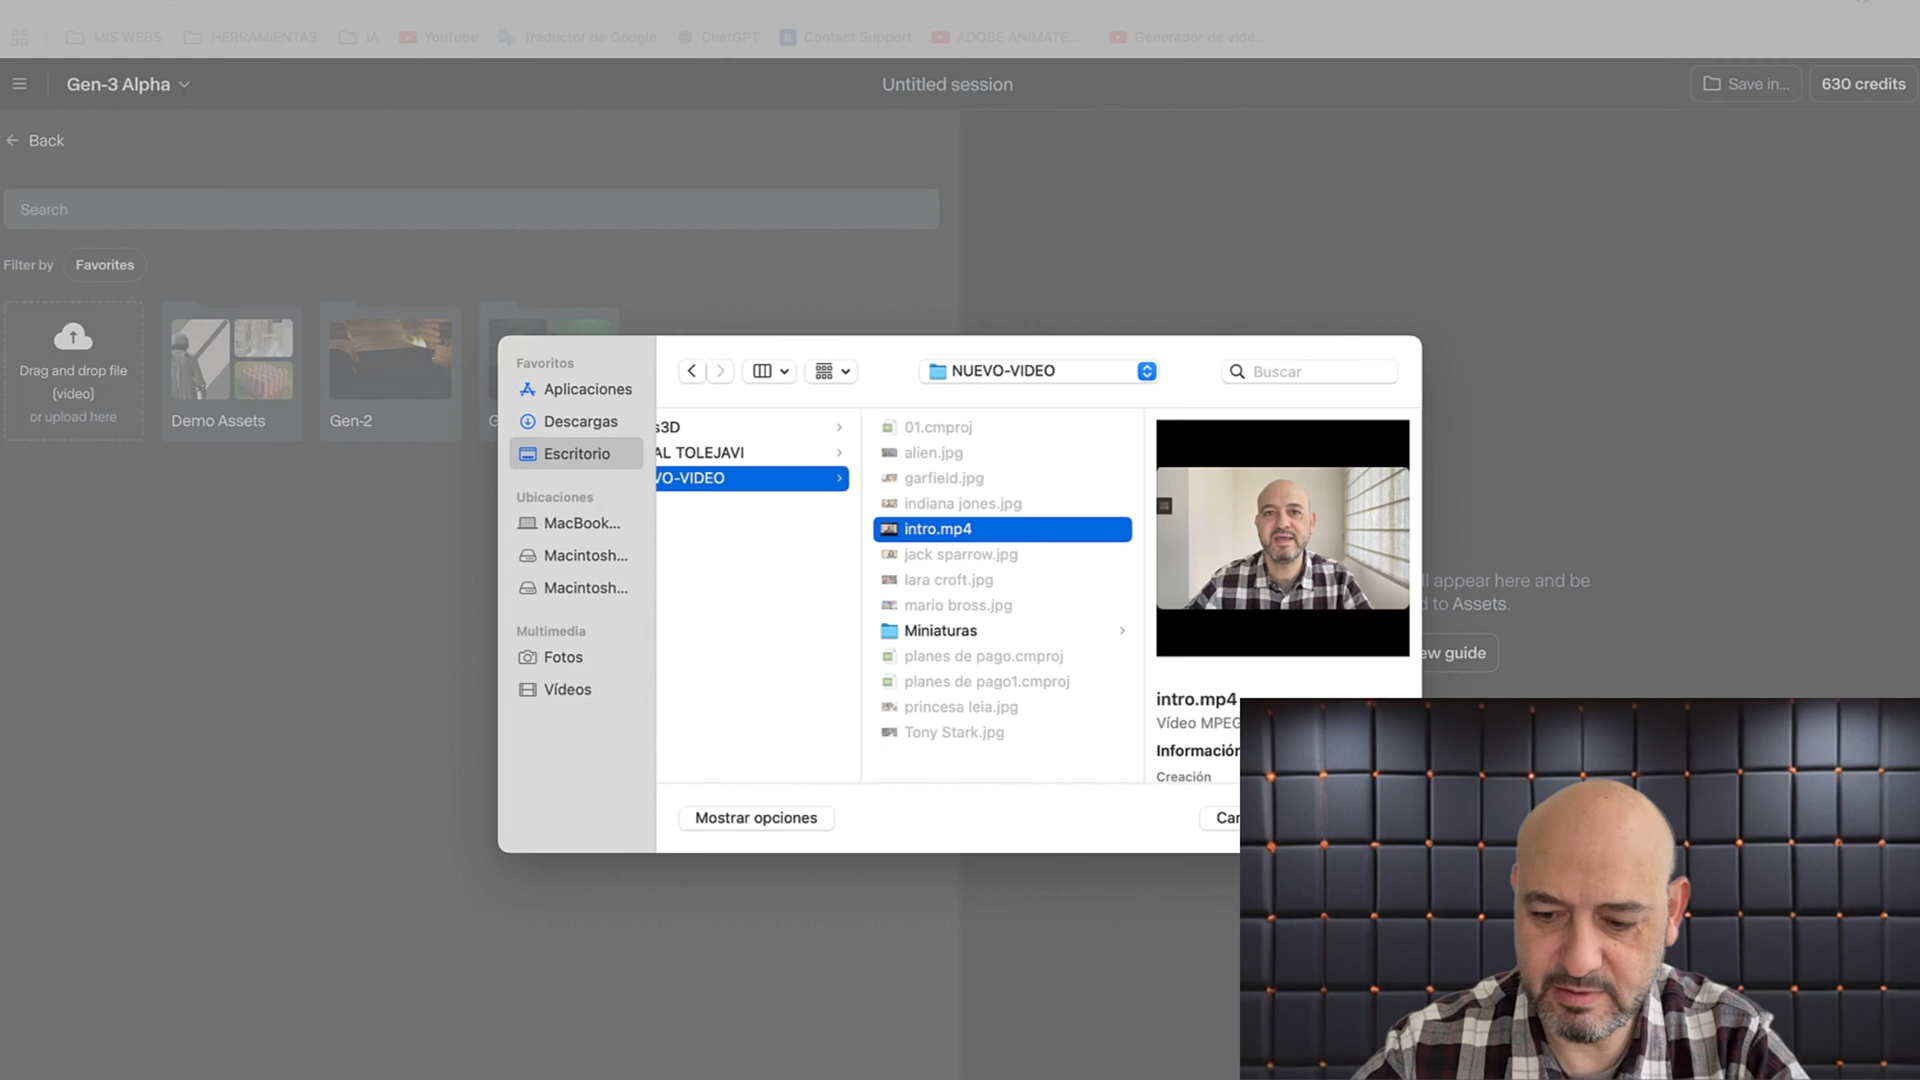 MIS WEBS HERRAMIENTAS IA YouTube Traductor de Google ChatGPT Contact Support ADOBE ANIMATE... Generador de vide...
Gen-3 Alpha Untitled session Save in... 630 credits
Back
Search
Filter by Favorites
Drag and drop file
(video)
or upload here
Demo Assets
Gen-2
G
Favoritos
Aplicaciones
Descargas
Escritorio
Ubicaciones
MacBook...
Macintosh...
Macintosh...
Multimedia
Fotos
Vídeos
NUEVO-VIDEO
Buscar
s3D
AL TOLEJAVI
VO-VIDEO
01.cmproj
alien.jpg
garfield.jpg
indiana jones.jpg
intro.mp4
jack sparrow.jpg
lara croft.jpg
mario bross.jpg
Miniaturas
planes de pago.cmproj
planes de pago1.cmproj
princesa leia.jpg
Tony Stark.jpg
intro.mp4
Vídeo MPEG
Información
Creación
Mostrar opciones
Can
ll appear here and be
d to Assets.
ew guide